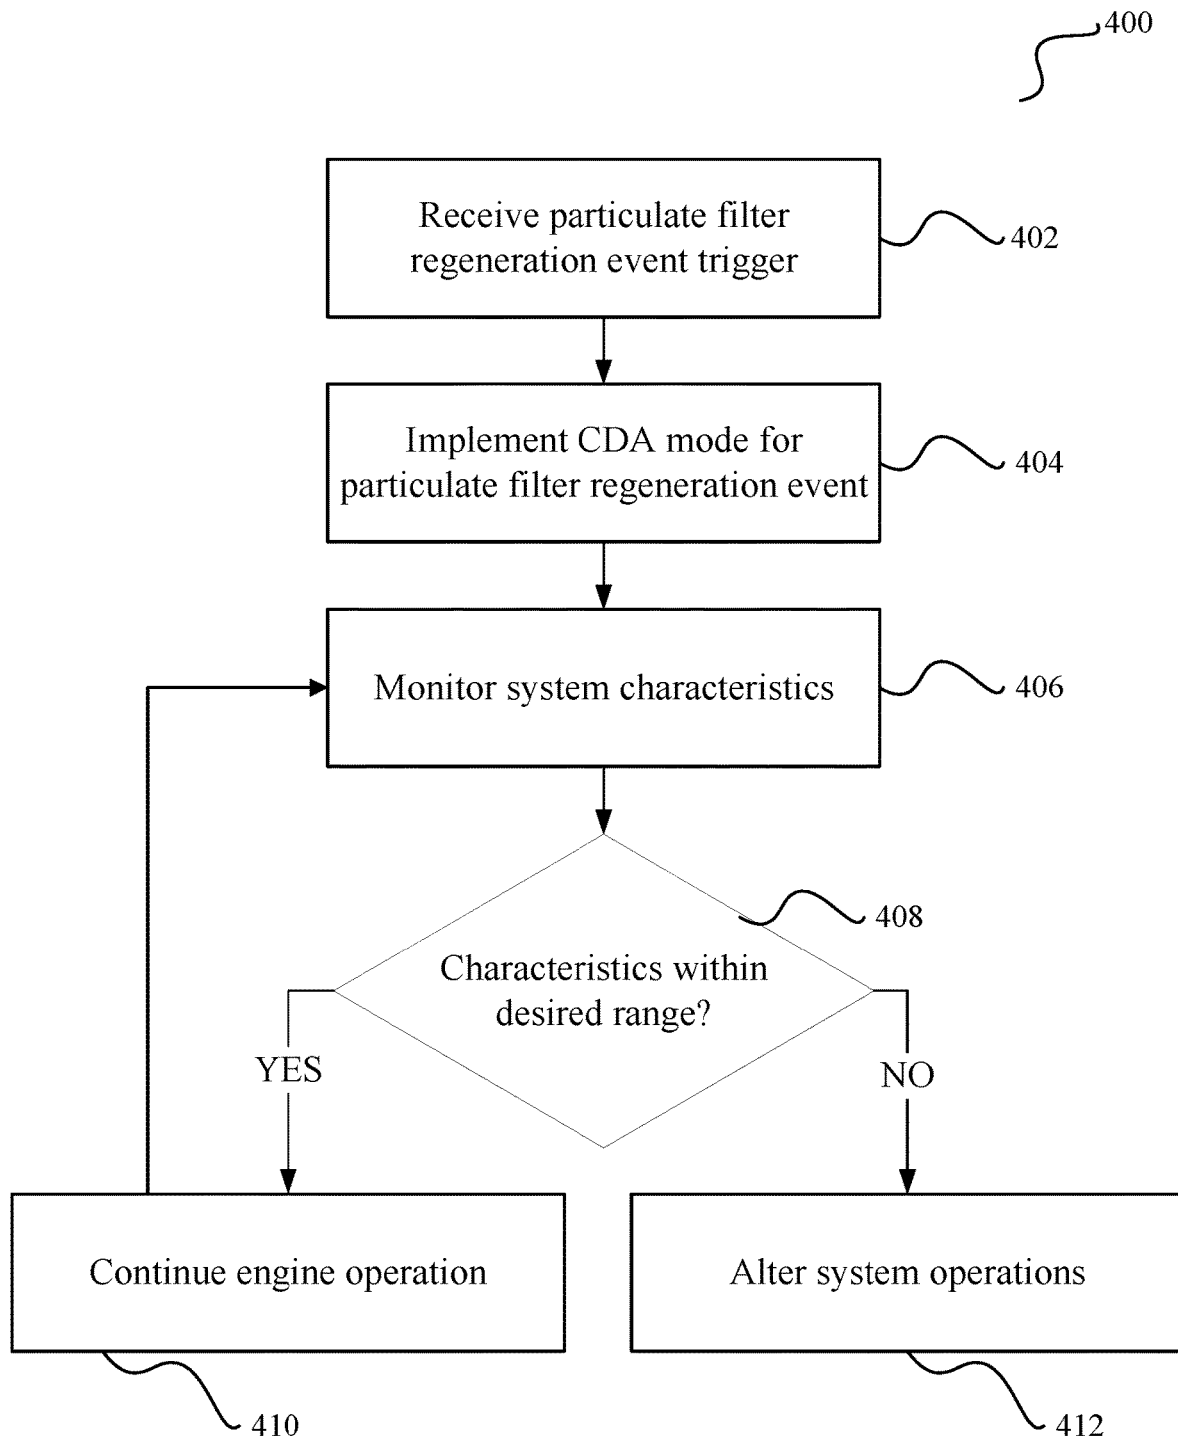 400
Receive particulate filter
regeneration event trigger
402
Implement CDA mode for
particulate filter regeneration event
404
Monitor system characteristics
406
408
Characteristics within
desired range?
YES
NO
Continue engine operation
Alter system operations
410
412